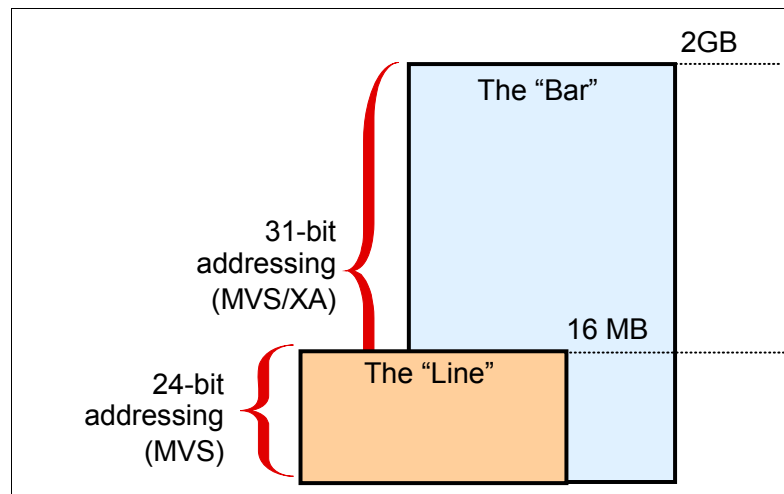 2GB
The “Bar”
31-bit
addressing
(MVS/XA)
16 MB
The “Line”
24-bit
addressing
(MVS)